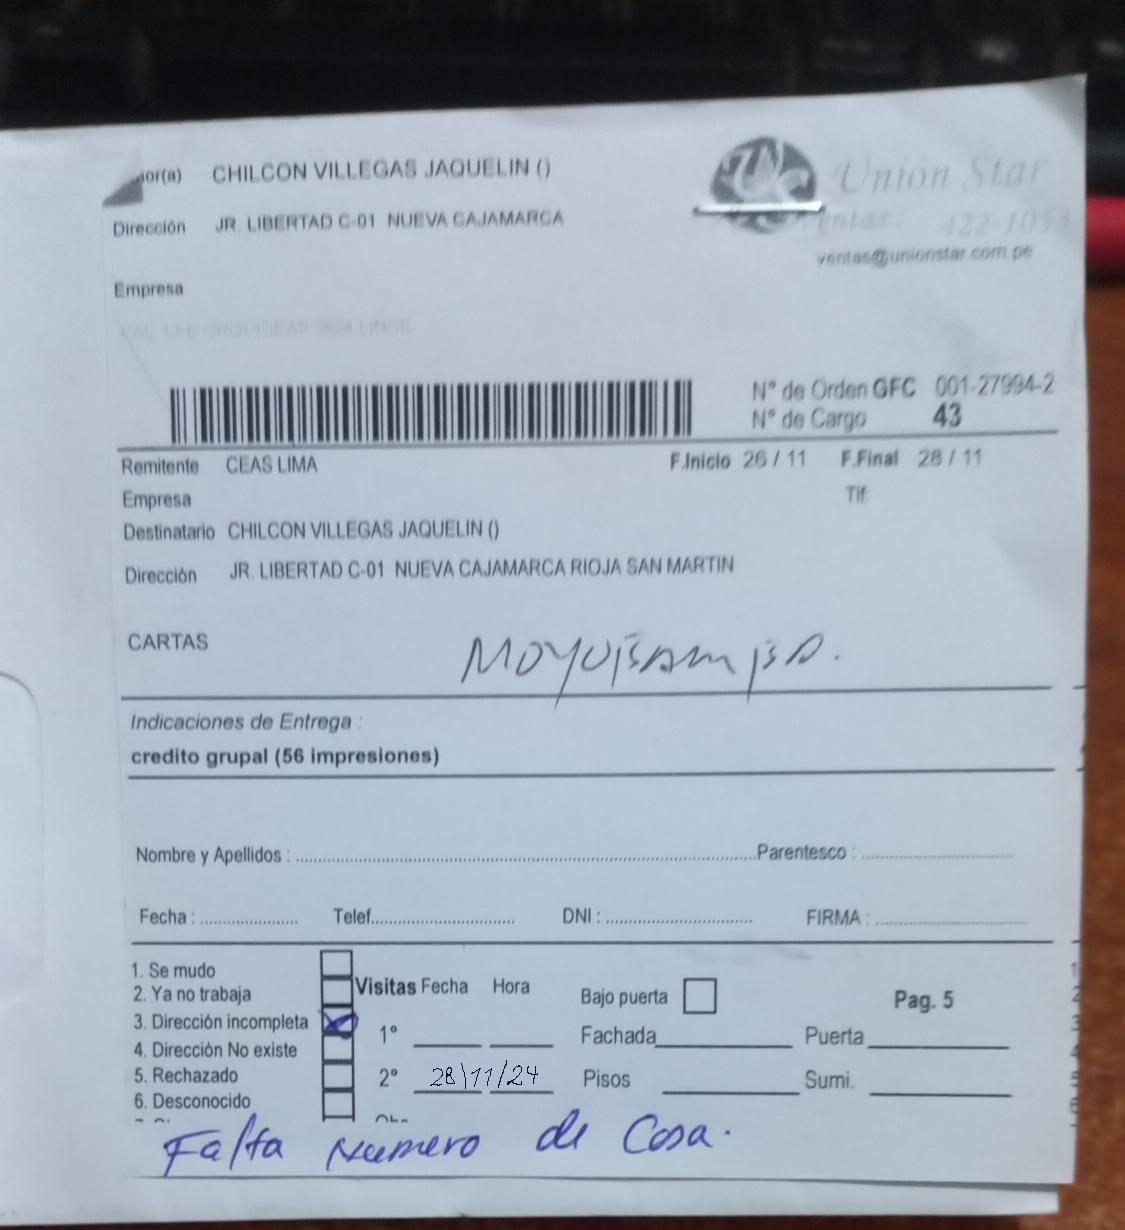 or(a) CHILCON VILLEGAS JAQUELIN ()
Unión Star
Dirección JR. LIBERTAD C-01 NUEVA CAJAMARCA
entas: 422-105
ventas@unionstar.com.pe
Empresa
N° de Orden GFC 001-27994-2
N° de Cargo 43
Remitente CEAS LIMA F.Inicio 26 / 11 F.Final 28 / 11
Empresa Tlf:
Destinatario CHILCON VILLEGAS JAQUELIN ()
Dirección JR. LIBERTAD C-01 NUEVA CAJAMARCA RIOJA SAN MARTIN
CARTAS
Indicaciones de Entrega :
credito grupal (56 impresiones)
Nombre y Apellidos : Parentesco :
Fecha : Telef. DNI : FIRMA :
1. Se mudo
2. Ya no trabaja Visitas Fecha Hora Bajo puerta Pag. 5
3. Dirección incompleta 1° Fachada Puerta
4. Dirección No existe
5. Rechazado 2° 28\11/24 Pisos Sumi.
6. Desconocido
Falta Numero de Casa.